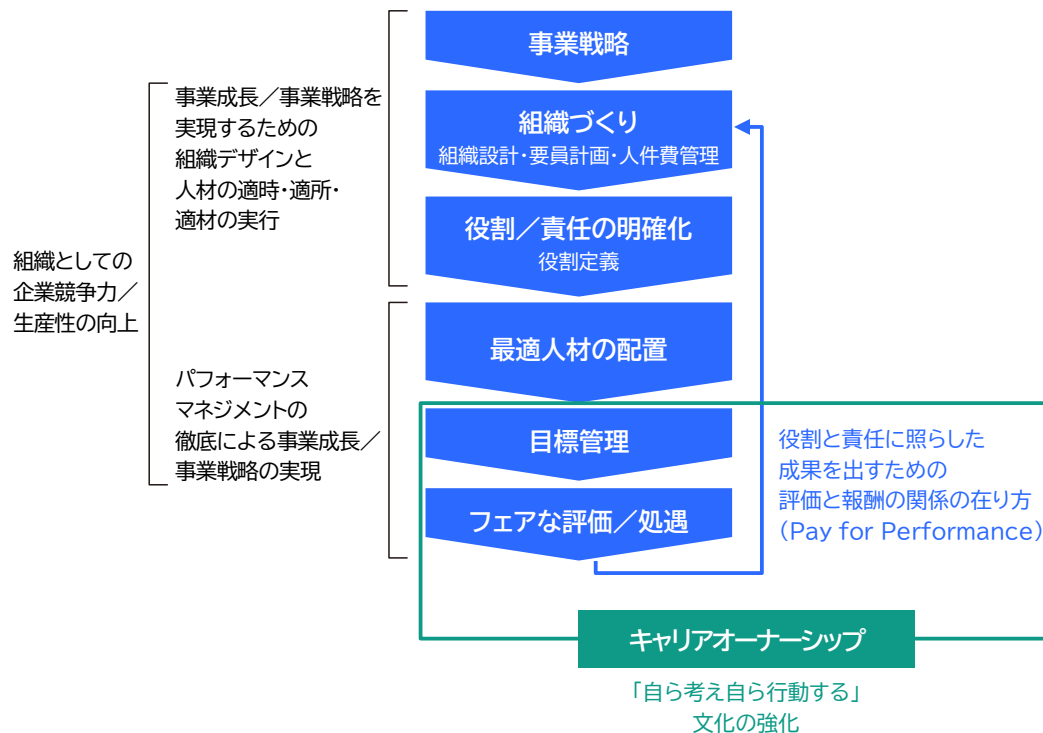 事業戦略
組織づくり
組織設計・要員計画・人件費管理
役割／責任の明確化
役割定義
最適人材の配置
目標管理
フェアな評価／処遇
事業成長／事業戦略を
実現するための
組織デザインと
人材の適時・適所・
適材の実行
組織としての
企業競争力／
生産性の向上
パフォーマンス
マネジメントの
徹底による事業成長／
事業戦略の実現
役割と責任に照らした
成果を出すための
評価と報酬の関係の在り方
（Pay for Performance）
キャリアオーナーシップ
「自ら考え自ら行動する」
文化の強化